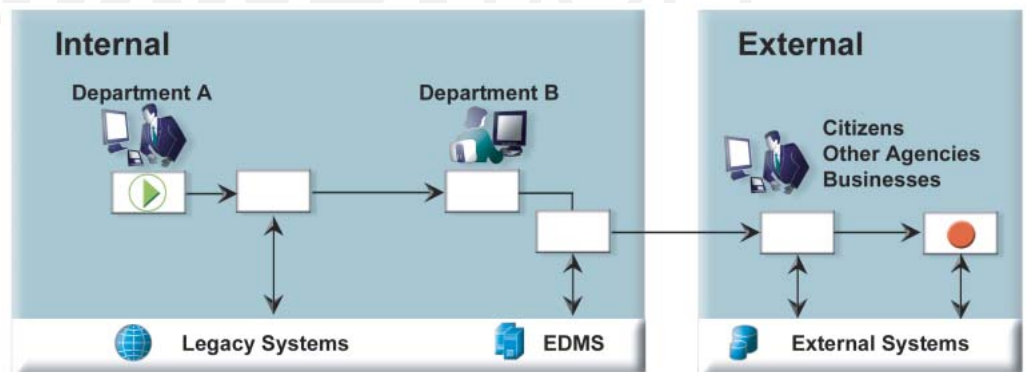 Internal
Department A
Department B
Legacy Systems
EDMS
External
Citizens
Other Agencies
Businesses
External Systems